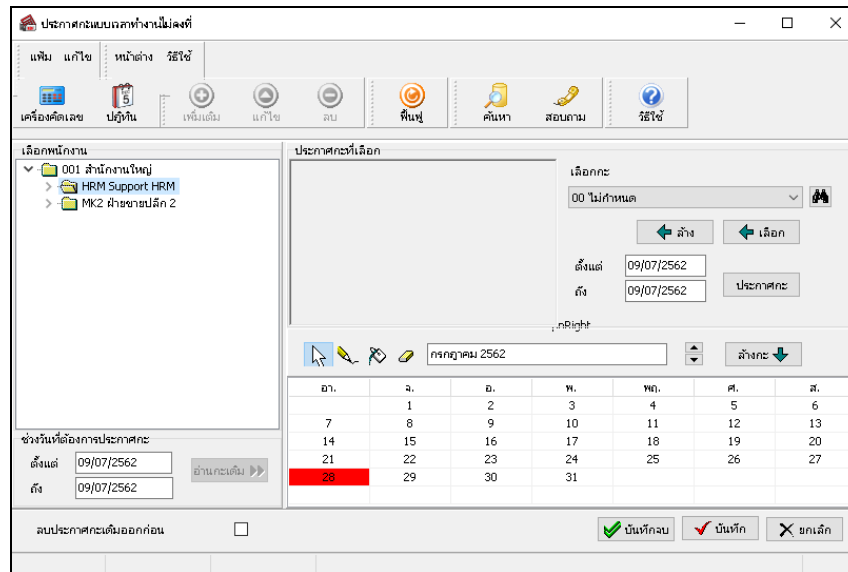 ประกาศกะแบบเวลาทำงานไม่คงที่
แฟ้ม แก้ไข หน้าต่าง วิธีใช้
เครื่องคิดเลข ปฏิทิน เพิ่มเติม แก้ไข ลบ ฟื้นฟู ค้นหา สอบถาม วิธีใช้
เลือกพนักงาน
001 สำนักงานใหญ่
HRM Support HRM
MK2 ฝ่ายขายปลีก 2
ประกาศกะที่เลือก
เลือกกะ
00 ไม่กำหนด
ล้าง เลือก
ตั้งแต่ 09/07/2562
ถึง 09/07/2562 ประกาศกะ
nRight
กรกฎาคม 2562 ล้างกะ
อา. จ. อ. พ. พฤ. ศ. ส.
1 2 3 4 5 6
7 8 9 10 11 12 13
14 15 16 17 18 19 20
21 22 23 24 25 26 27
28 29 30 31
ช่วงวันที่ต้องการประกาศกะ
ตั้งแต่ 09/07/2562
ถึง 09/07/2562
อ่านกะเดิม
ลบประกาศกะเดิมออกก่อน
บันทึกจบ บันทึก ยกเลิก